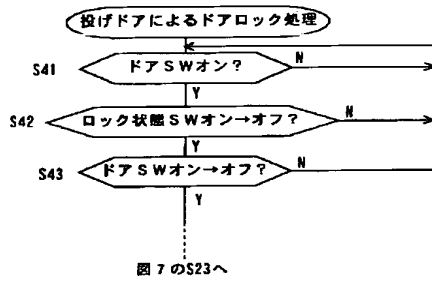 投げドアによるドアロック処理
S41 ドアSWオン? N
Y
S42 ロック状態SWオン→オフ? N
Y
S43 ドアSWオン→オフ? N
Y
図7のS23へ